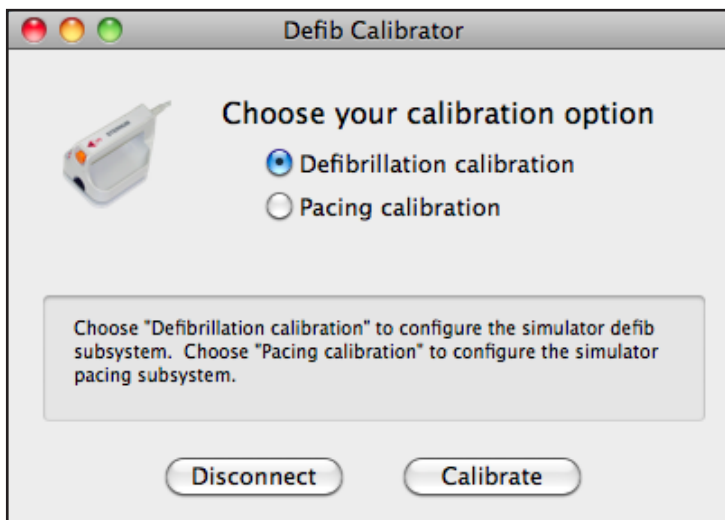 Defib Calibrator
Choose your calibration option
Defibrillation calibration
Pacing calibration
Choose "Defibrillation calibration" to configure the simulator defib
subsystem.  Choose "Pacing calibration" to configure the simulator
pacing subsystem.
Disconnect
Calibrate